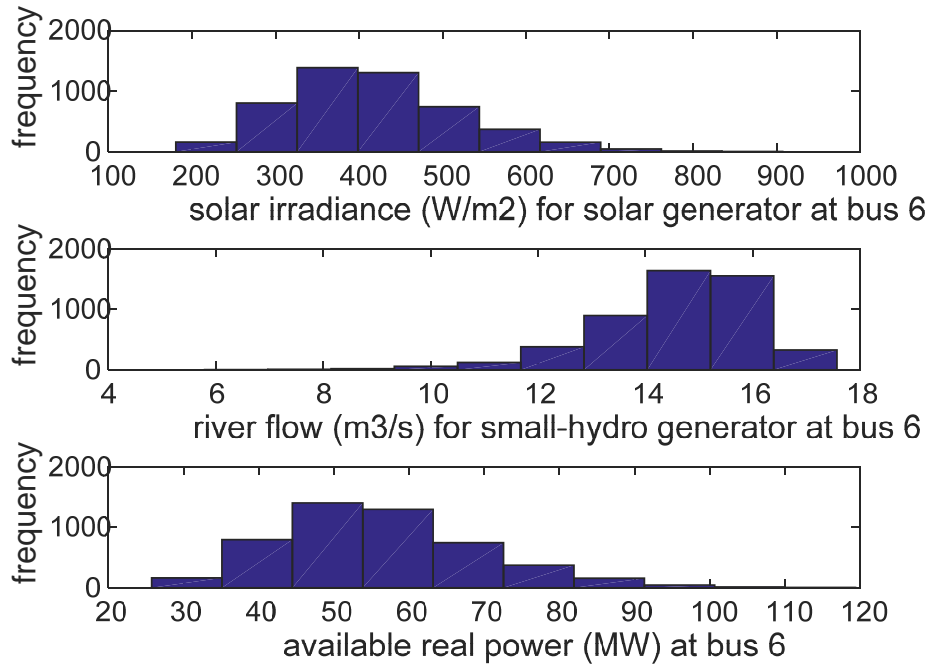 frequency
2000
1000
0
100 200 300 400 500 600 700 800 900 1000
solar irradiance (W/m2) for solar generator at bus 6
frequency
2000
1000
0
4 6 8 10 12 14 16 18
river flow (m3/s) for small-hydro generator at bus 6
frequency
2000
1000
0
20 30 40 50 60 70 80 90 100 110 120
available real power (MW) at bus 6